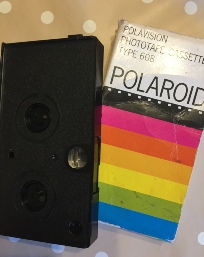 POLAVISION
PHOTOTAPE CASSETTE
TYPE 608
POLAROID